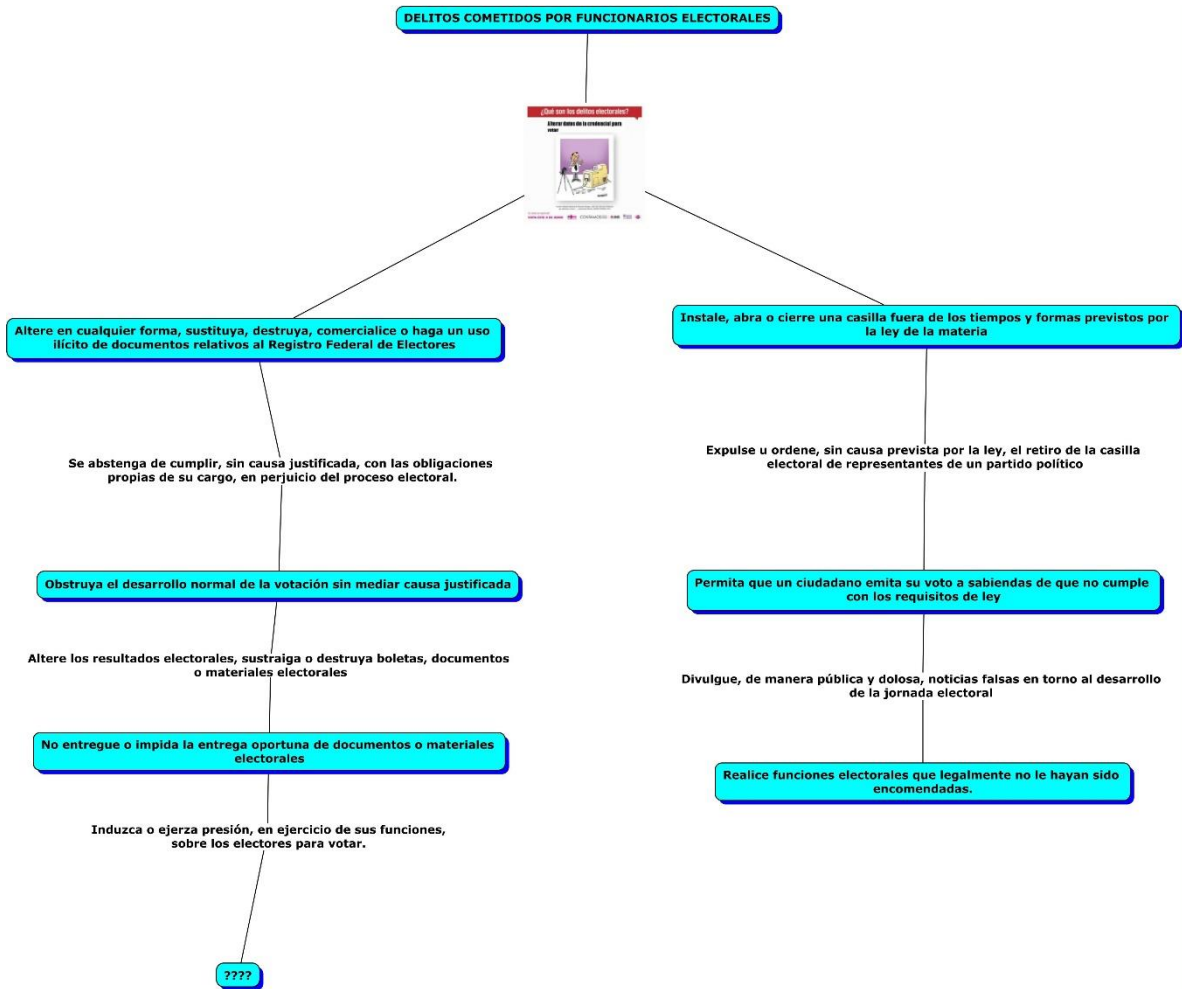 DELITOS COMETIDOS POR FUNCIONARIOS ELECTORALES
¿Qué son los delitos electorales?
Alterar datos de la credencial para
votar
Altere en cualquier forma, sustituya, destruya, comercialice o haga un uso
ilícito de documentos relativos al Registro Federal de Electores
Se abstenga de cumplir, sin causa justificada, con las obligaciones
propias de su cargo, en perjuicio del proceso electoral.
Obstruya el desarrollo normal de la votación sin mediar causa justificada
Altere los resultados electorales, sustraiga o destruya boletas, documentos
o materiales electorales
No entregue o impida la entrega oportuna de documentos o materiales
electorales
Induzca o ejerza presión, en ejercicio de sus funciones,
sobre los electores para votar.
????
Instale, abra o cierre una casilla fuera de los tiempos y formas previstos por
la ley de la materia
Expulse u ordene, sin causa prevista por la ley, el retiro de la casilla
electoral de representantes de un partido político
Permita que un ciudadano emita su voto a sabiendas de que no cumple
con los requisitos de ley
Divulgue, de manera pública y dolosa, noticias falsas en torno al desarrollo
de la jornada electoral
Realice funciones electorales que legalmente no le hayan sido
encomendadas.